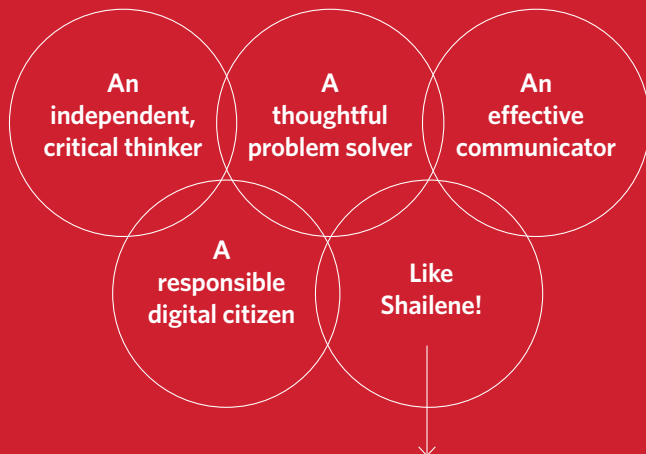 An
independent,
critical thinker
A
thoughtful
problem solver
An
effective
communicator
A
responsible
digital citizen
Like
Shailene!